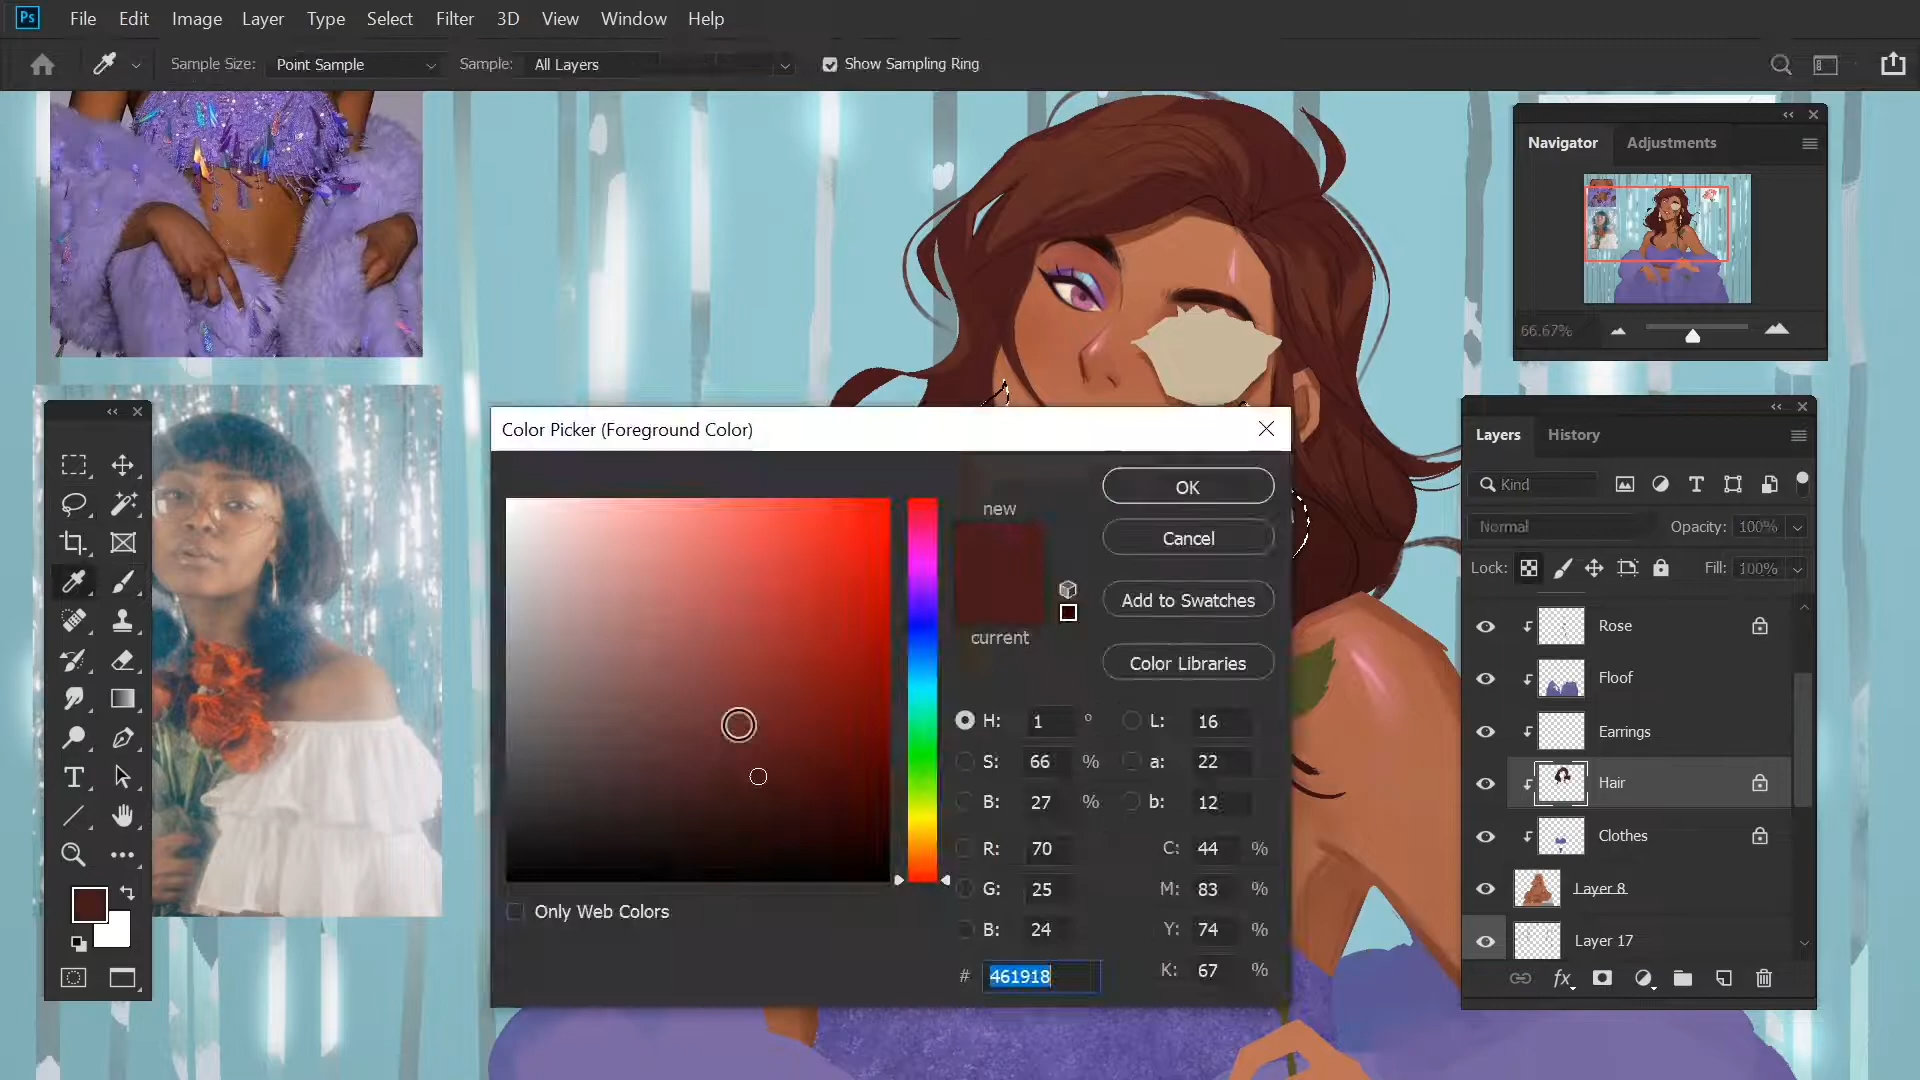 Ps File Edit Image Layer Type Select Filter 3D View Window Help
Sample Size: Point Sample Sample: All Layers Show Sampling Ring
Navigator Adjustments
66.67%
Color Picker (Foreground Color)
new
current
OK
Cancel
Add to Swatches
Color Libraries
H: 1 ° L: 16
S: 66 % a: 22
B: 27 % b: 12
R: 70 C: 44 %
G: 25 M: 83 %
B: 24 Y: 74 %
# 461918 K: 67 %
Only Web Colors
Layers History
Kind
Normal Opacity: 100%
Lock: Fill: 100%
Rose
Floof
Earrings
Hair
Clothes
Layer 8
Layer 17
fx